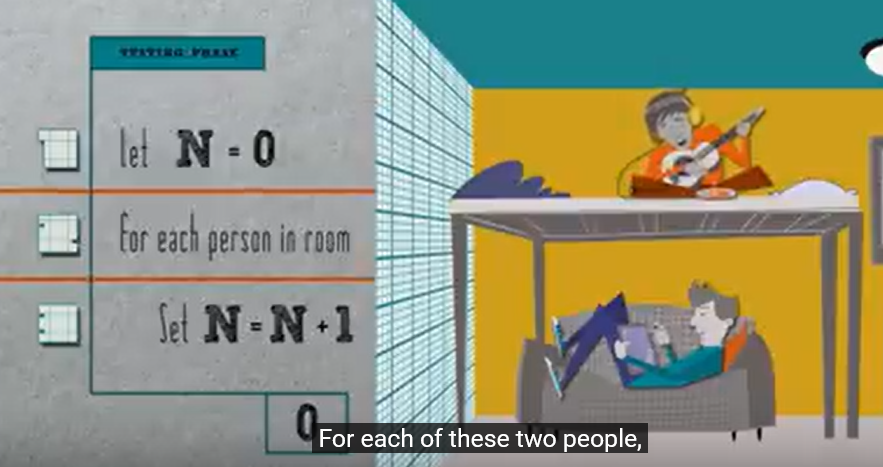 TESTING PHASE
let N = 0
For each person in room
Set N = N + 1
0
For each of these two people,